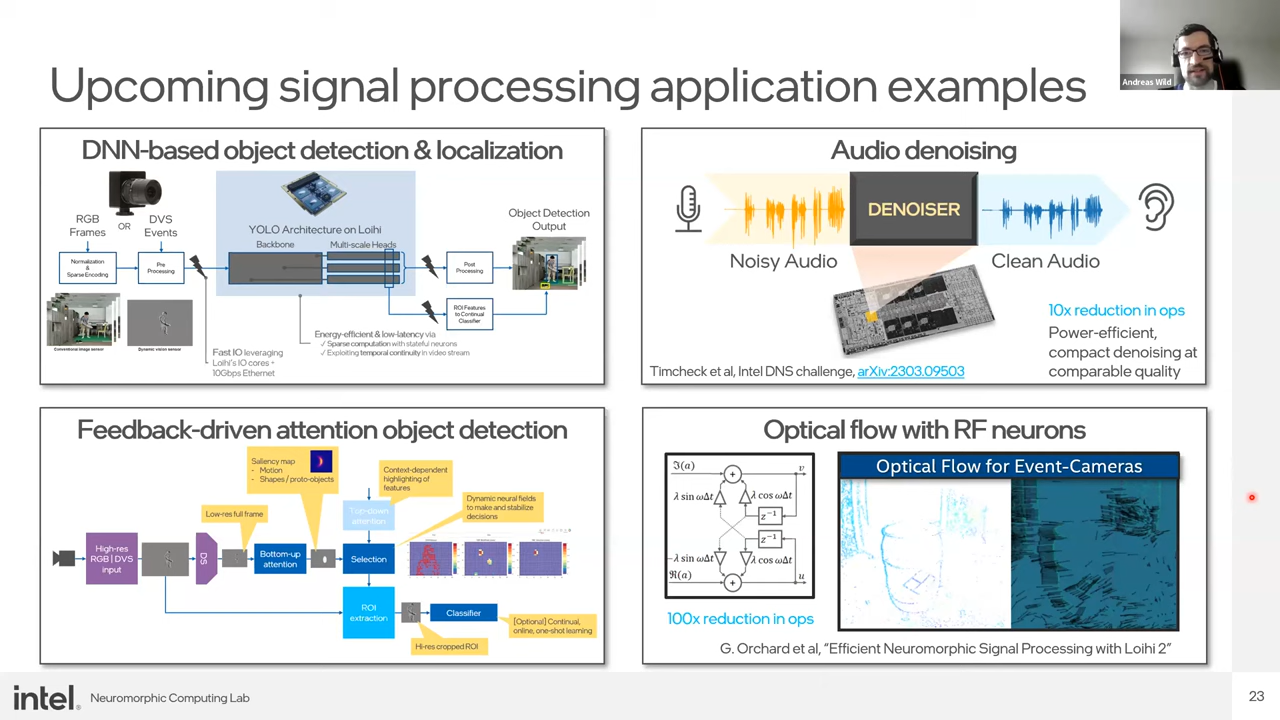 Andreas Wild
Upcoming signal processing application examples
DNN-based object detection & localization
RGB
Frames
OR
DVS
Events
Normalization
&
Sparse Encoding
Pre
Processing
YOLO Architecture on Loihi
Backbone
Multi-scale Heads
Post
Processing
ROI Features
to Continual
Classifier
Object Detection
Output
Conventional image sensor
Dynamic vision sensor
Fast IO leveraging
Loihi's IO cores +
10Gbps Ethernet
Energy-efficient & low-latency via
✓ Sparse computation with stateful neurons
✓ Exploiting temporal continuity in video stream
Audio denoising
DENOISER
Noisy Audio
Clean Audio
10x reduction in ops
Power-efficient,
compact denoising at
comparable quality
Timcheck et al, Intel DNS challenge, arXiv:2303.09503
Feedback-driven attention object detection
Saliency map
- Motion
- Shapes / proto-objects
Context-dependent
highlighting of
features
Low-res full frame
Top-down
attention
Dynamic neural fields
to make and stabilize
decisions
High-res
RGB | DVS
input
DS
Bottom-up
attention
Selection
ROI
extraction
Classifier
[Optional] Continual,
online, one-shot learning
Hi-res cropped ROI
Optical flow with RF neurons
ℑ(a)
v
λ sin ωΔt
λ cos ωΔt
z⁻¹
z⁻¹
−λ sin ωΔt
λ cos ωΔt
ℜ(a)
u
100x reduction in ops
Optical Flow for Event-Cameras
G. Orchard et al, “Efficient Neuromorphic Signal Processing with Loihi 2”
intel. Neuromorphic Computing Lab
23